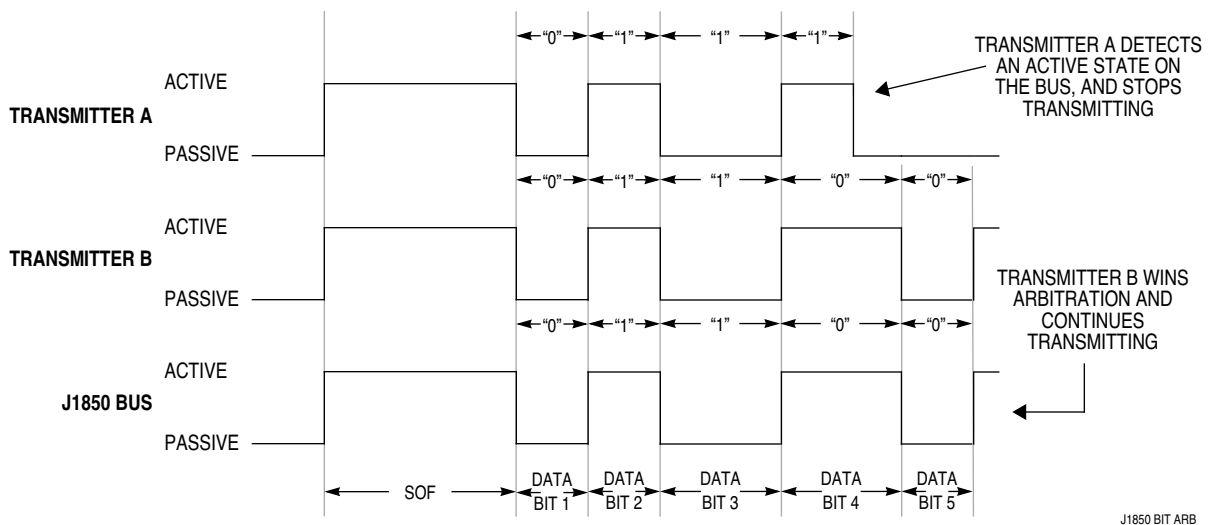 “0” “1” “1” “1”
TRANSMITTER A DETECTS
AN ACTIVE STATE ON
THE BUS, AND STOPS
TRANSMITTING
ACTIVE
TRANSMITTER A
PASSIVE
“0” “1” “1” “0” “0”
ACTIVE
TRANSMITTER B
PASSIVE
TRANSMITTER B WINS
ARBITRATION AND
CONTINUES
TRANSMITTING
“0” “1” “1” “0” “0”
ACTIVE
J1850 BUS
PASSIVE
SOF
DATA
BIT 1
DATA
BIT 2
DATA
BIT 3
DATA
BIT 4
DATA
BIT 5
J1850 BIT ARB